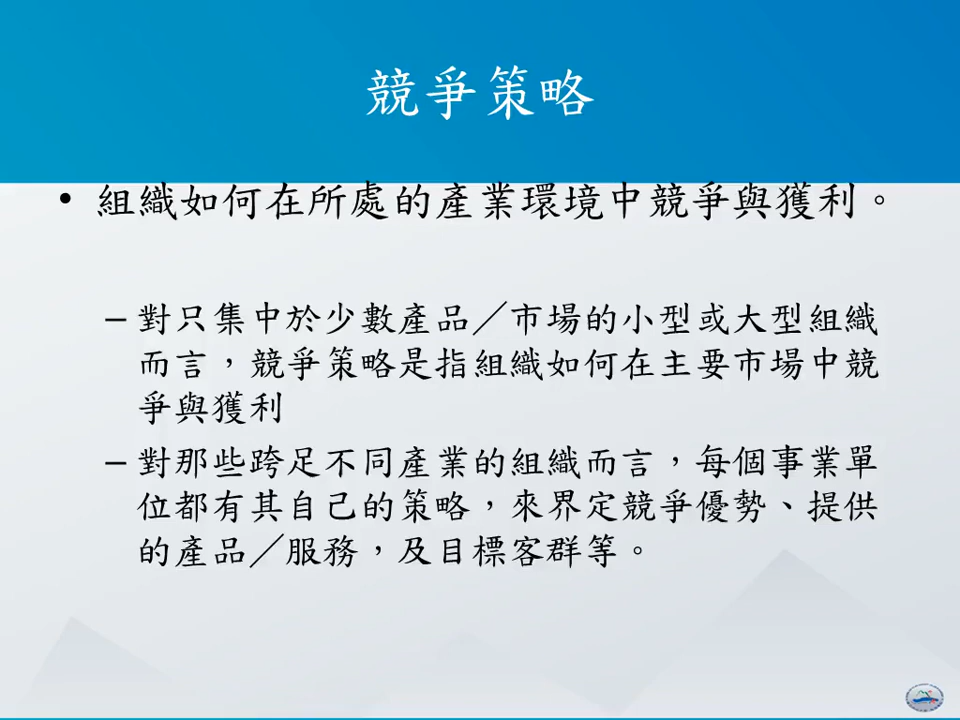 競爭策略
• 組織如何在所處的產業環境中競爭與獲利。
– 對只集中於少數產品╱市場的小型或大型組織
而言，競爭策略是指組織如何在主要市場中競
爭與獲利
– 對那些跨足不同產業的組織而言，每個事業單
位都有其自己的策略，來界定競爭優勢、提供
的產品╱服務，及目標客群等。